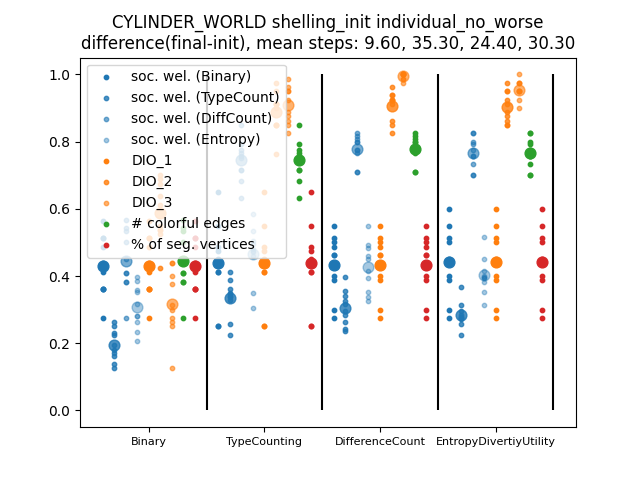 CYLINDER_WORLD shelling_init individual_no_worse
difference(final-init), mean steps: 9.60, 35.30, 24.40, 30.30
1.0
0.8
0.6
0.4
0.2
0.0
soc. wel. (Binary)
soc. wel. (TypeCount)
soc. wel. (DiffCount)
soc. wel. (Entropy)
DIO_1
DIO_2
DIO_3
# colorful edges
% of seg. vertices
Binary
TypeCounting
DifferenceCount
EntropyDivertiyUtility